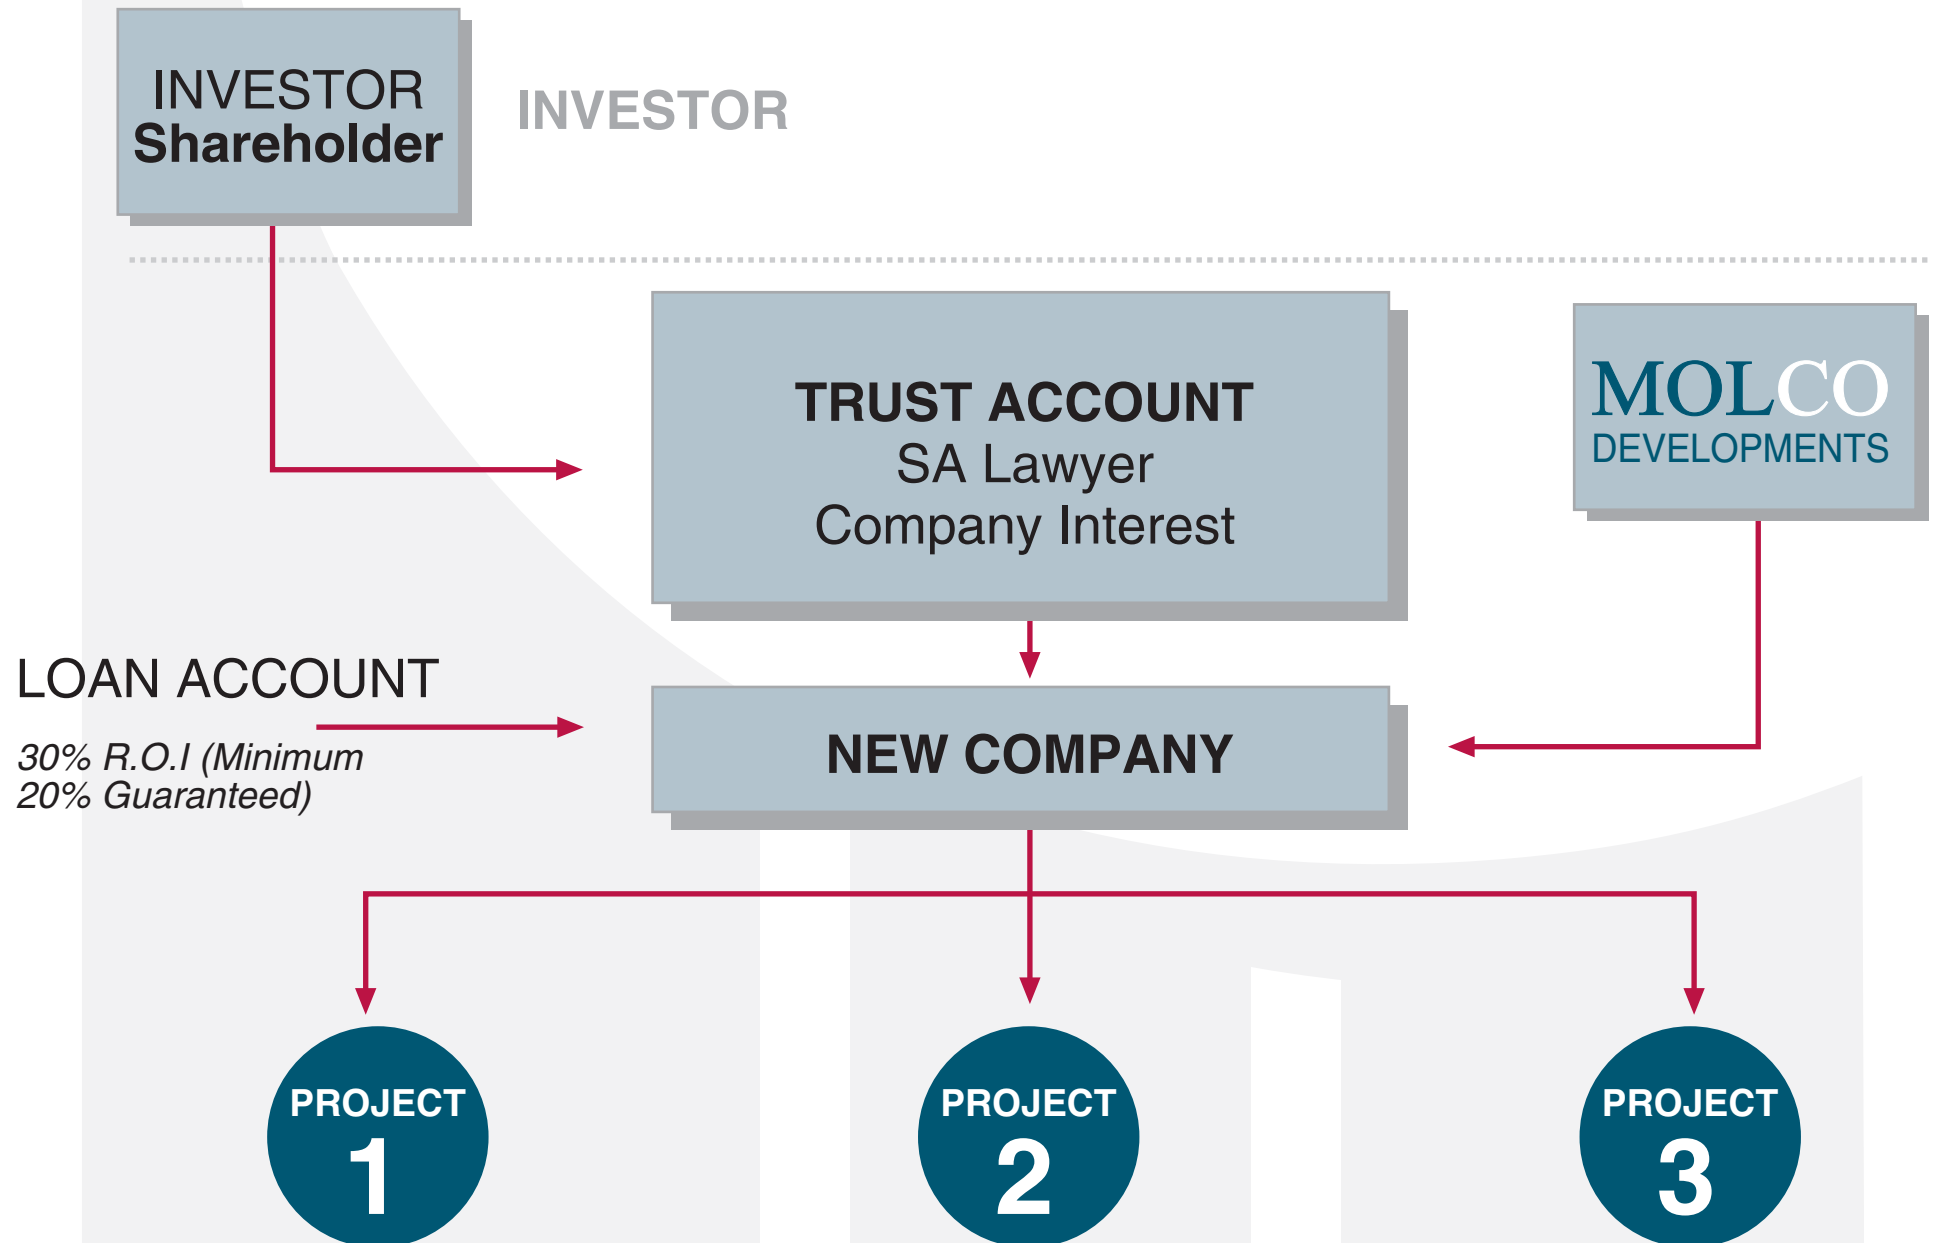 INVESTOR
Shareholder
INVESTOR
TRUST ACCOUNT
SA Lawyer
Company Interest
MOLCO
DEVELOPMENTS
LOAN ACCOUNT
30% R.O.I (Minimum
20% Guaranteed)
NEW COMPANY
PROJECT
1
PROJECT
2
PROJECT
3